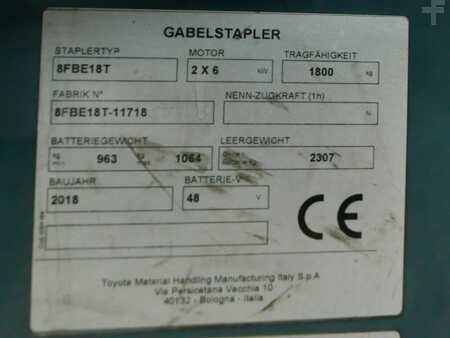 GABELSTAPLER
STAPLERTYP MOTOR TRAGFÄHIGKEIT
8FBE18T 2 X 6 kW 1800 kg
FABRIK N° NENN-ZUGKRAFT (1h)
8FBE18T-11718 N
BATTERIEGEWICHT LEERGEWICHT
kg min 963 kg 1064 2307
BAUJAHR BATTERIE-V
2018 48 V
CE
Toyota Material Handling Manufacturing Italy S.p.A
Via Persicetana Vecchia 10
40132 - Bologna - Italia